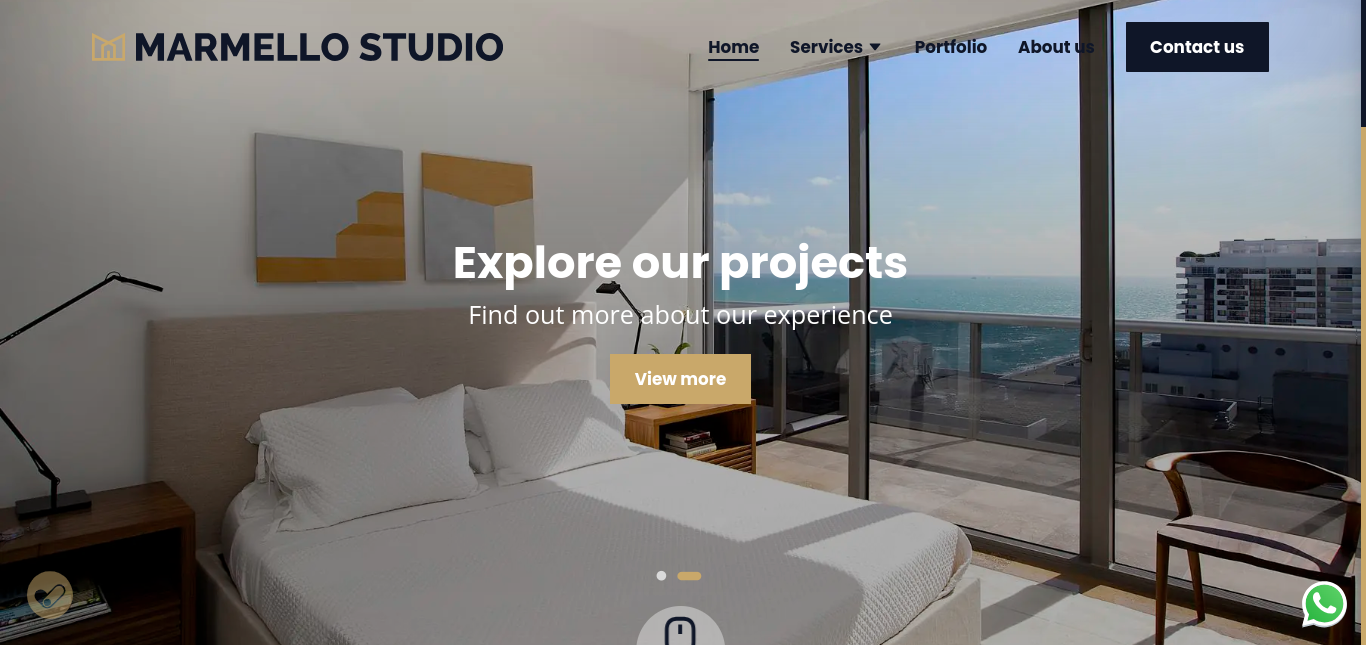 MARMELLO STUDIO
Home
Services
Portfolio
About us
Contact us
Explore our projects
Find out more about our experience
View more